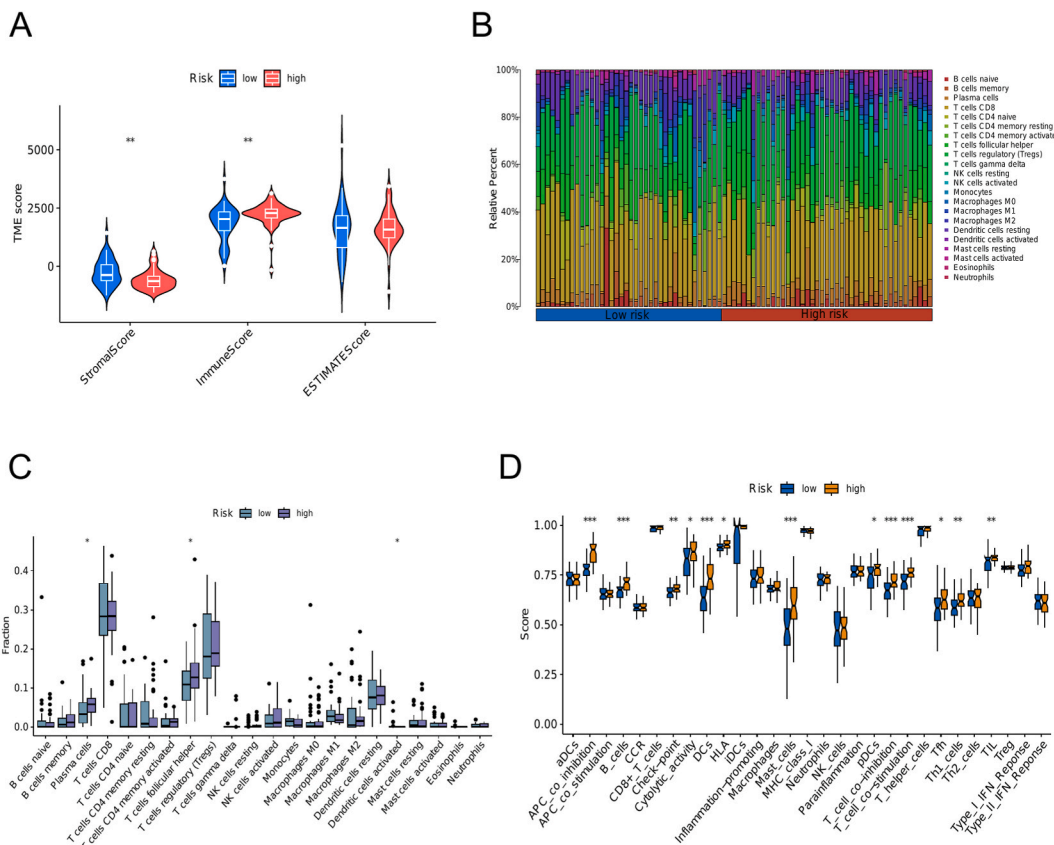 A
Risk low high
TME score
5000
2500
0
** **
StromalScore
ImmuneScore
ESTIMATEScore
B
Relative Percent
100%
80%
60%
40%
20%
0%
Low risk High risk
B cells naive
B cells memory
Plasma cells
T cells CD8
T cells CD4 naive
T cells CD4 memory resting
T cells CD4 memory activate
T cells follicular helper
T cells regulatory (Tregs)
T cells gamma delta
NK cells resting
NK cells activated
Monocytes
Macrophages M0
Macrophages M1
Macrophages M2
Dendritic cells resting
Dendritic cells activated
Mast cells resting
Mast cells activated
Eosinophils
Neutrophils
C
Risk low high
Fraction
0.4
0.3
0.2
0.1
0.0
* * *
B cells naive
B cells memory
Plasma cells
T cells CD8
T cells CD4 naive
T cells CD4 memory resting
cells CD4 memory activated
T cells follicular helper
T cells regulatory (Tregs)
T cells gamma delta
NK cells resting
NK cells activated
Monocytes
Macrophages M0
Macrophages M1
Macrophages M2
Dendritic cells resting
Dendritic cells activated
Mast cells resting
Mast cells activated
Eosinophils
Neutrophils
D
Risk low high
Score
1.00
0.75
0.50
0.25
0.00
*** *** ** * *** * *** * *** *** * ** **
aDCs
APC_co_inhibition
APC_co_stimulation
B_cells
CCR
CD8+_T_cells
Check-point
Cytolytic_activity
DCs
HLA
iDCs
Inflammation-promoting
Macrophages
Mast_cells
MHC_class_I
Neutrophils
NK_cells
Parainflammation
pDCs
T_cell_co-inhibition
T_cell_co-stimulation
T_helper_cells
Tfh
Th1_cells
Th2_cells
TIL
Treg
Type_I_IFN_Reponse
Type_II_IFN_Reponse